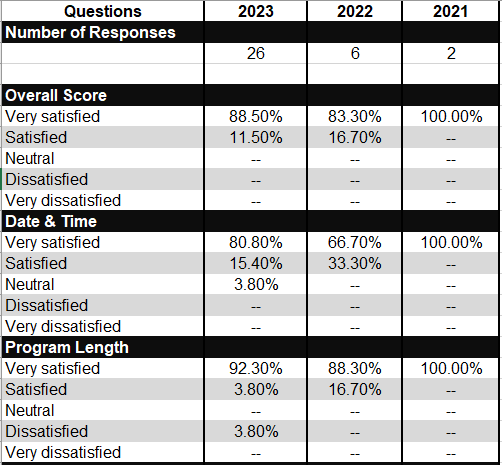 Questions 2023 2022 2021
Number of Responses
26 6 2
Overall Score
Very satisfied 88.50% 83.30% 100.00%
Satisfied 11.50% 16.70% --
Neutral -- -- --
Dissatisfied -- -- --
Very dissatisfied -- -- --
Date & Time
Very satisfied 80.80% 66.70% 100.00%
Satisfied 15.40% 33.30% --
Neutral 3.80% -- --
Dissatisfied -- -- --
Very dissatisfied -- -- --
Program Length
Very satisfied 92.30% 88.30% 100.00%
Satisfied 3.80% 16.70% --
Neutral -- -- --
Dissatisfied 3.80% -- --
Very dissatisfied -- -- --